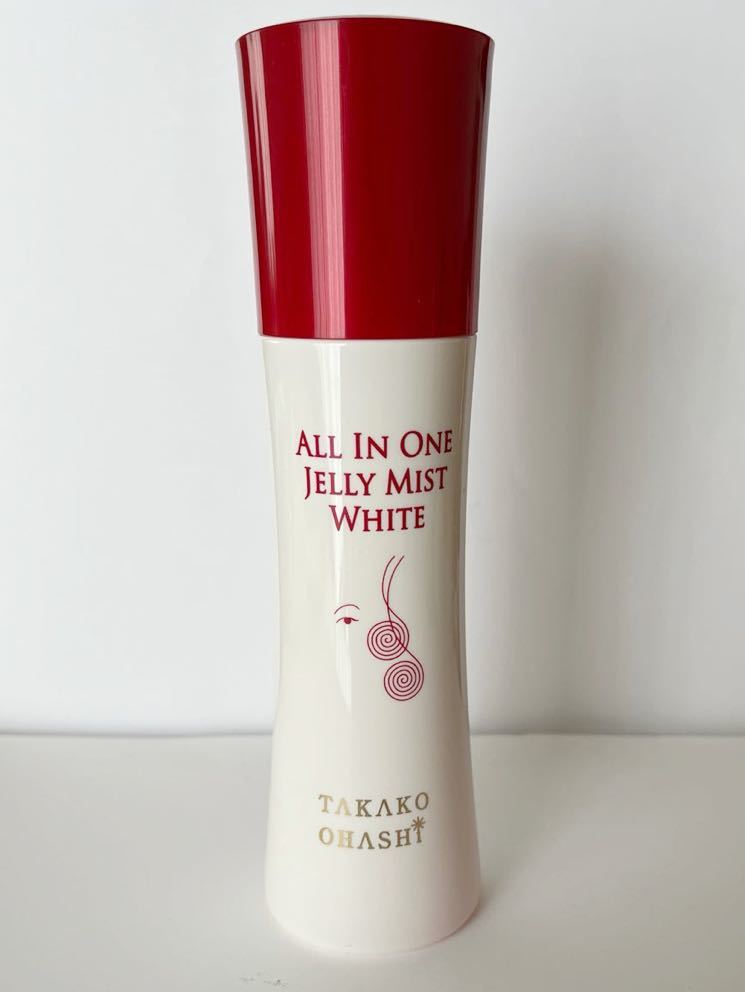 ALL IN ONE
JELLY MIST
WHITE
TAKAKO
OHASHI